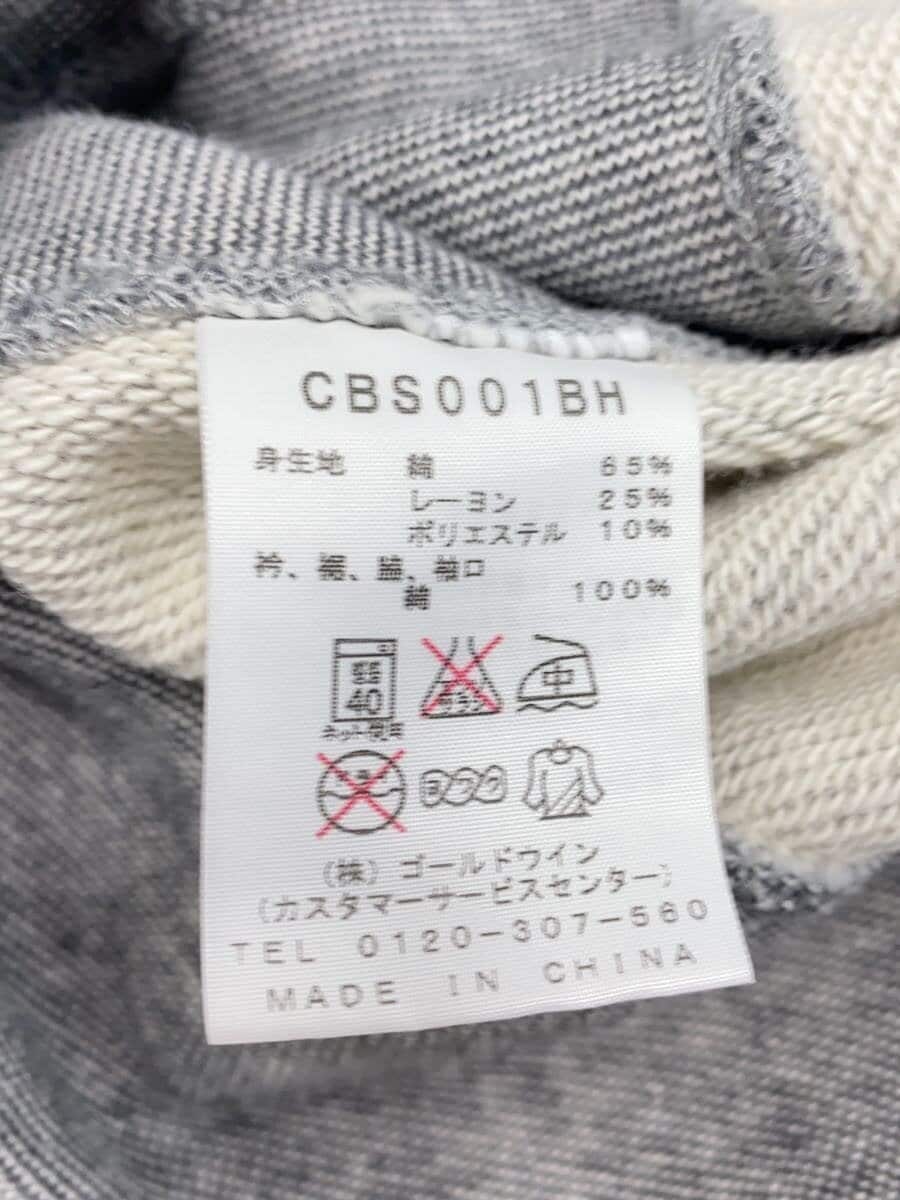 CBS001BH
身生地 綿 65%
レーヨン 25%
ポリエステル 10%
衿、裾、脇、袖口
綿 100%
40
ネット使用
中
(株)ゴールドウイン
(カスタマーサービスセンター)
TEL 0120-307-560
MADE IN CHINA